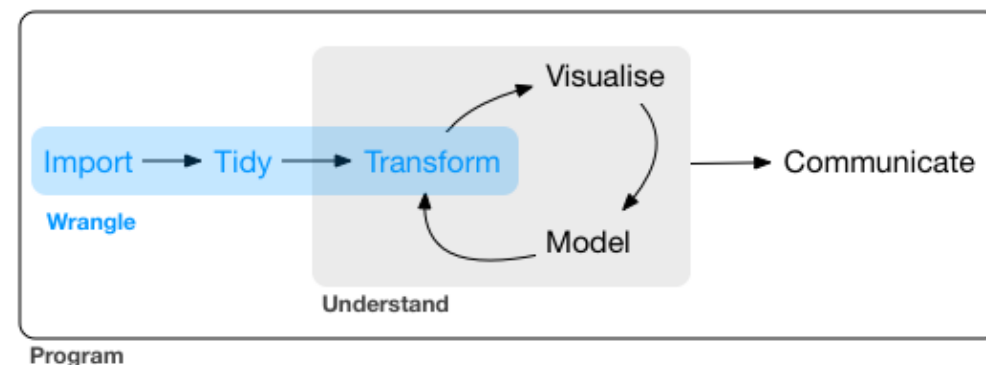 Visualise
Import Tidy Transform Communicate
Wrangle
Model
Understand
Program